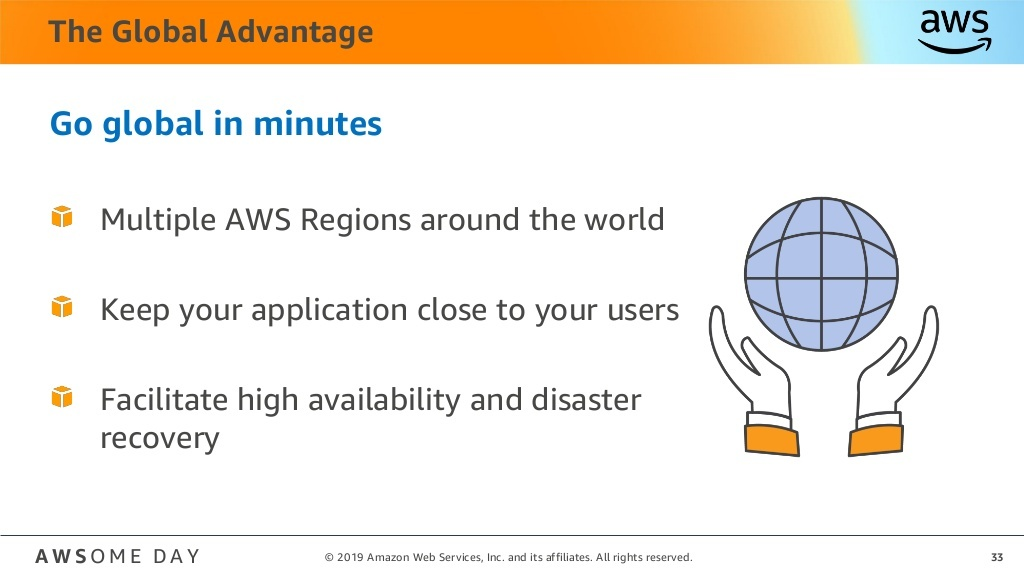 The Global Advantage
aws
Go global in minutes
Multiple AWS Regions around the world
Keep your application close to your users
Facilitate high availability and disaster
recovery
AWSOME DAY
© 2019 Amazon Web Services, Inc. and its affiliates. All rights reserved.
33